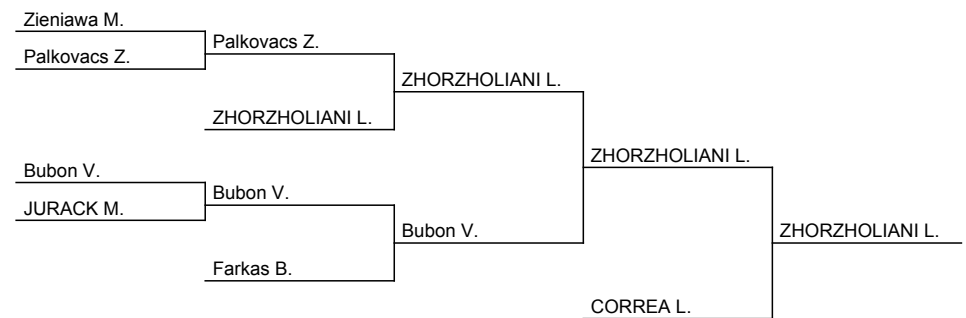 Zieniawa M.
Palkovacs Z.
Palkovacs Z.
ZHORZHOLIANI L.
ZHORZHOLIANI L.
ZHORZHOLIANI L.
Bubon V.
Bubon V.
JURACK M.
Bubon V.
ZHORZHOLIANI L.
Farkas B.
CORREA L.